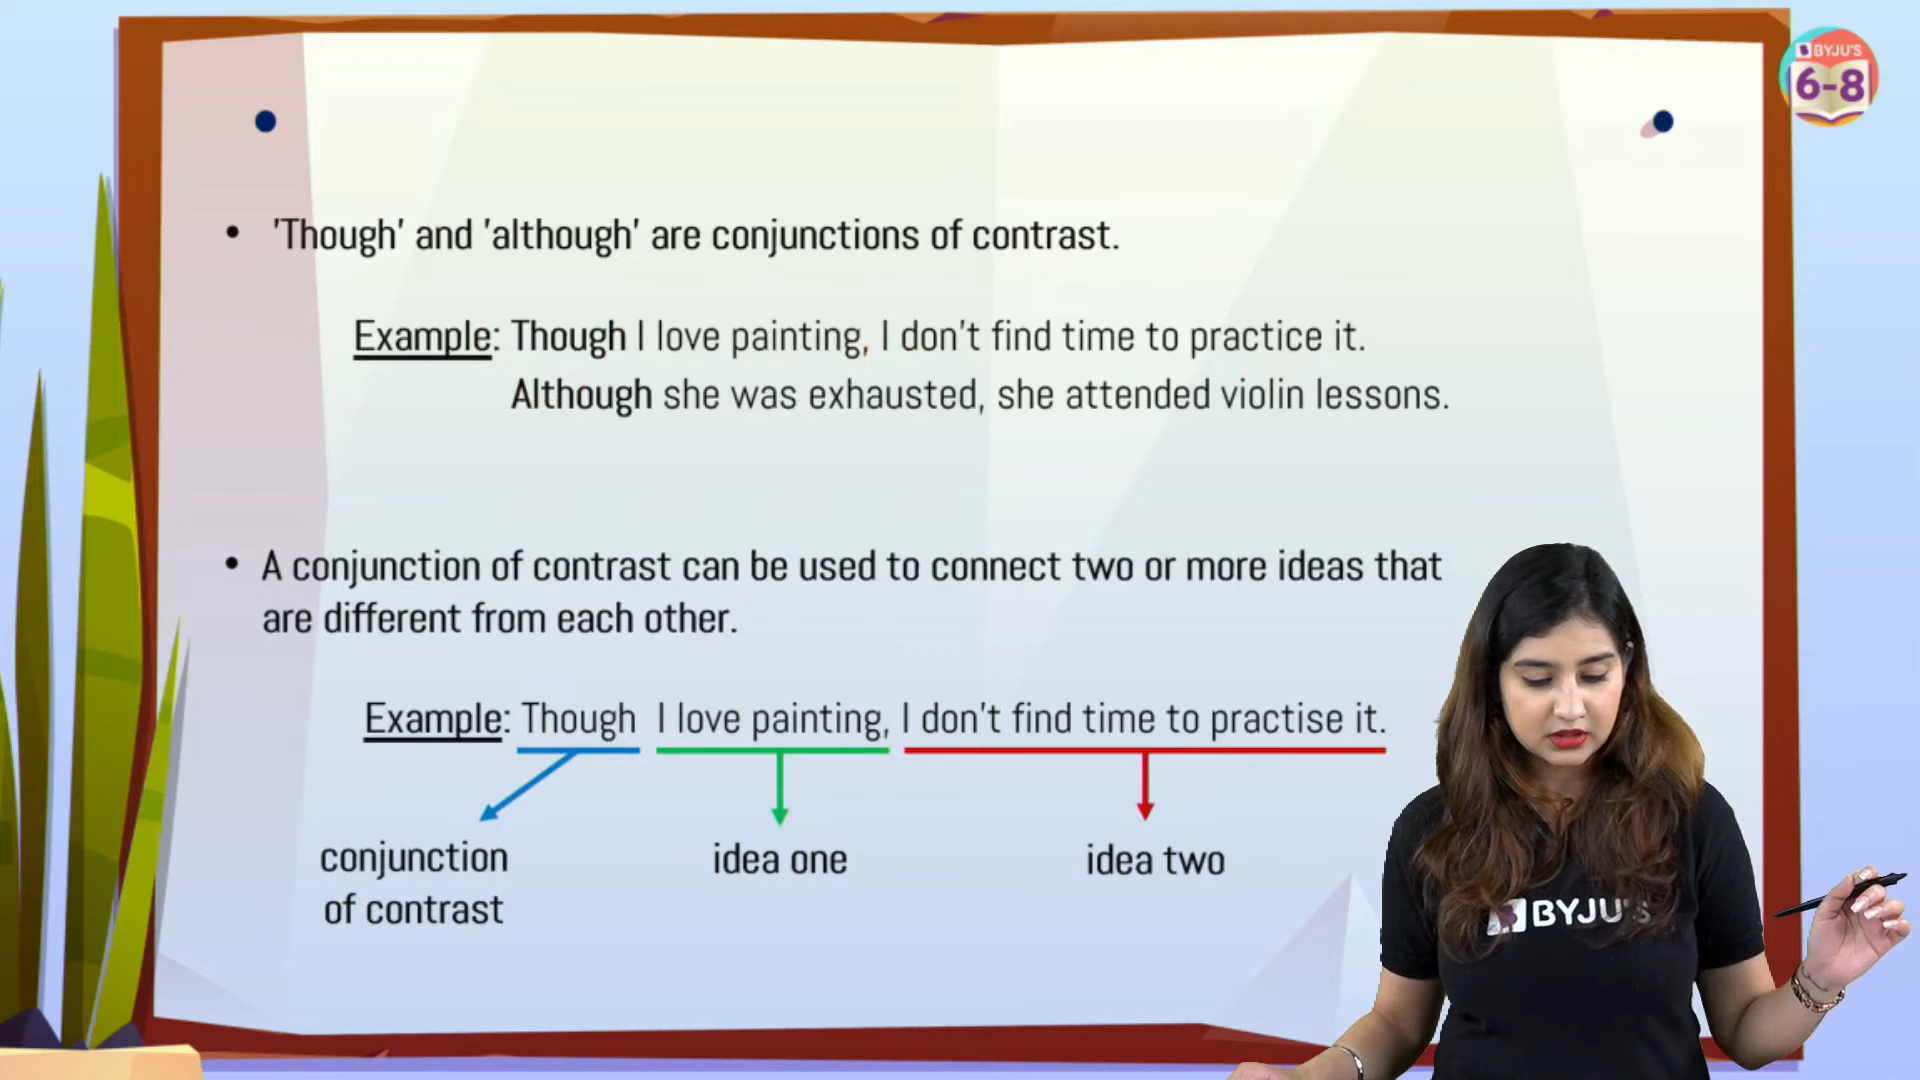 BYJU'S
6-8
• 'Though' and 'although' are conjunctions of contrast.
Example: Though I love painting, I don't find time to practice it.
Although she was exhausted, she attended violin lessons.
• A conjunction of contrast can be used to connect two or more ideas that
are different from each other.
Example: Though I love painting, I don't find time to practise it.
conjunction
of contrast
idea one
idea two
BYJU'S